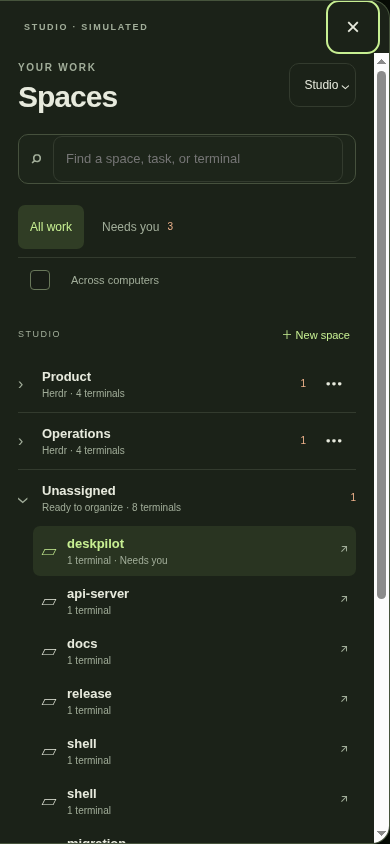 STUDIO · SIMULATED
YOUR WORK
Spaces
Studio
Find a space, task, or terminal
All work
Needs you 3
Across computers
STUDIO
+ New space
Product
Herdr · 4 terminals
1
Operations
Herdr · 4 terminals
1
Unassigned
Ready to organize · 8 terminals
1
deskpilot
1 terminal · Needs you
api-server
1 terminal
docs
1 terminal
release
1 terminal
shell
1 terminal
shell
1 terminal
migration